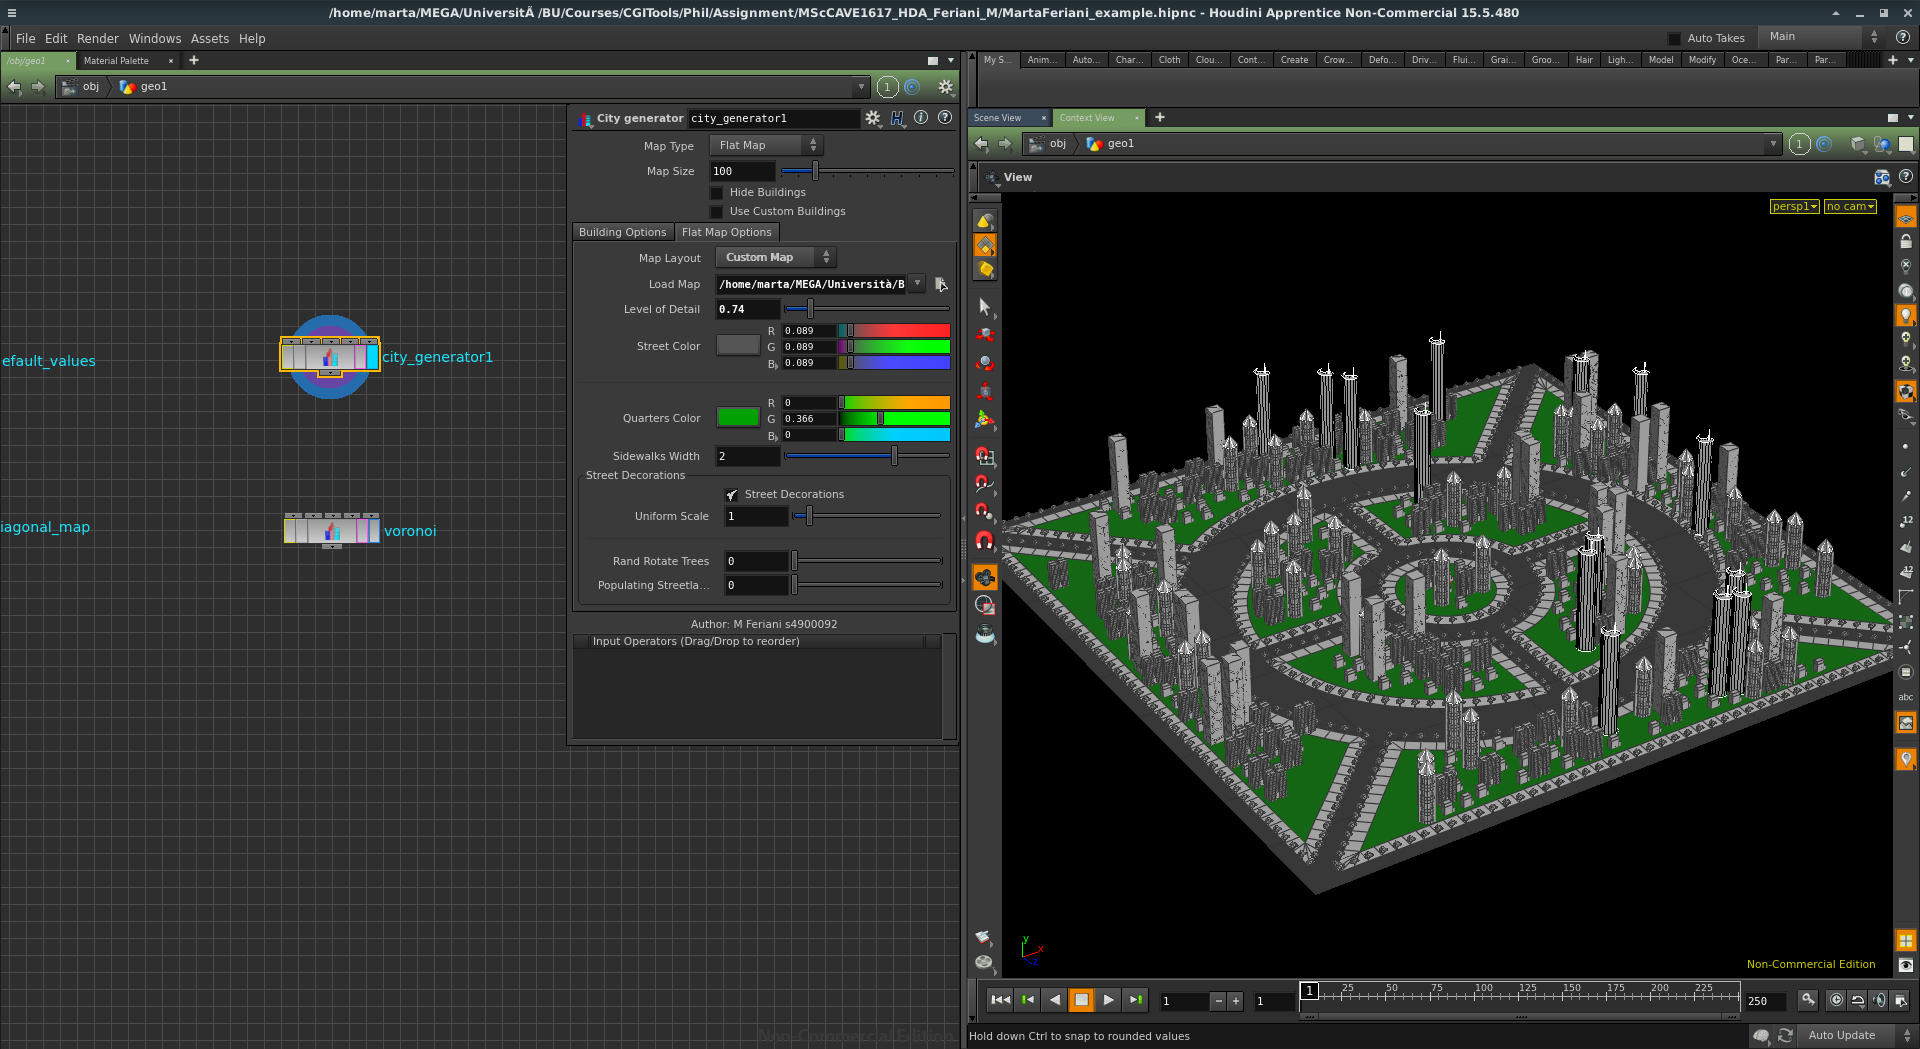 /home/marta/MEGA/UniversitÃ /BU/Courses/CGITools/Phil/Assignment/MScCAVE1617_HDA_Feriani_M/MartaFeriani_example.hipnc - Houdini Apprentice Non-Commercial 15.5.480
File Edit Render Windows Assets Help
Auto Takes Main
/obj/geo1 × Material Palette × +
obj geo1 1
efault_values
city_generator1
iagonal_map
voronoi
Non-Commercial Edition
City generator city_generator1
Map Type Flat Map
Map Size 100
Hide Buildings
Use Custom Buildings
Building Options Flat Map Options
Map Layout Custom Map
Load Map /home/marta/MEGA/Università/B
Level of Detail 0.74
Street Color
R 0.089
G 0.089
B 0.089
Quarters Color
R 0
G 0.366
B 0
Sidewalks Width 2
Street Decorations
Street Decorations
Uniform Scale 1
Rand Rotate Trees 0
Populating Streetla... 0
Author: M Feriani s4900092
Input Operators (Drag/Drop to reorder)
My S... Anim... Auto... Char... Cloth Clou... Cont... Create Crow... Defo... Driv... Flui... Grai... Groo... Hair Ligh... Model Modify Oce... Par... Par... +
Scene View × Context View × +
obj geo1 1
View
persp1 no cam
12
12
abc
y
x
z
Non-Commercial Edition
1 − + 1 1 25 50 75 100 125 150 175 200 225 250
Hold down Ctrl to snap to rounded values
Auto Update